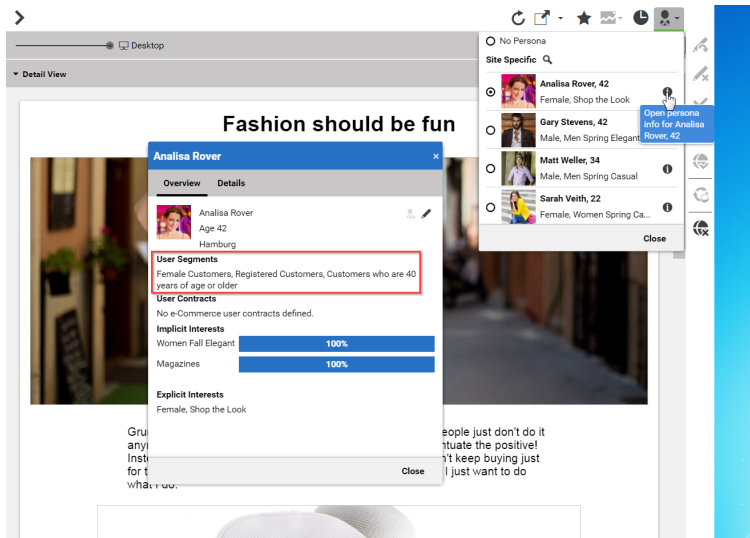 Desktop
Detail View
Fashion should be fun
No Persona
Site Specific
Analisa Rover, 42
Female, Shop the Look
Open persona
info for Analisa
Rover, 42
Gary Stevens, 42
Male, Men Spring Elegant
Matt Weller, 34
Male, Men Spring Casual
Sarah Veith, 22
Female, Women Spring Ca...
Close
Analisa Rover
×
Overview Details
Analisa Rover
Age 42
Hamburg
User Segments
Female Customers, Registered Customers, Customers who are 40
years of age or older
User Contracts
No e-Commerce user contracts defined.
Implicit Interests
Women Fall Elegant 100%
Magazines 100%
Explicit Interests
Female, Shop the Look
Close
people just don't do it
the positive!
keep buying just
for I just want to do
what I do.